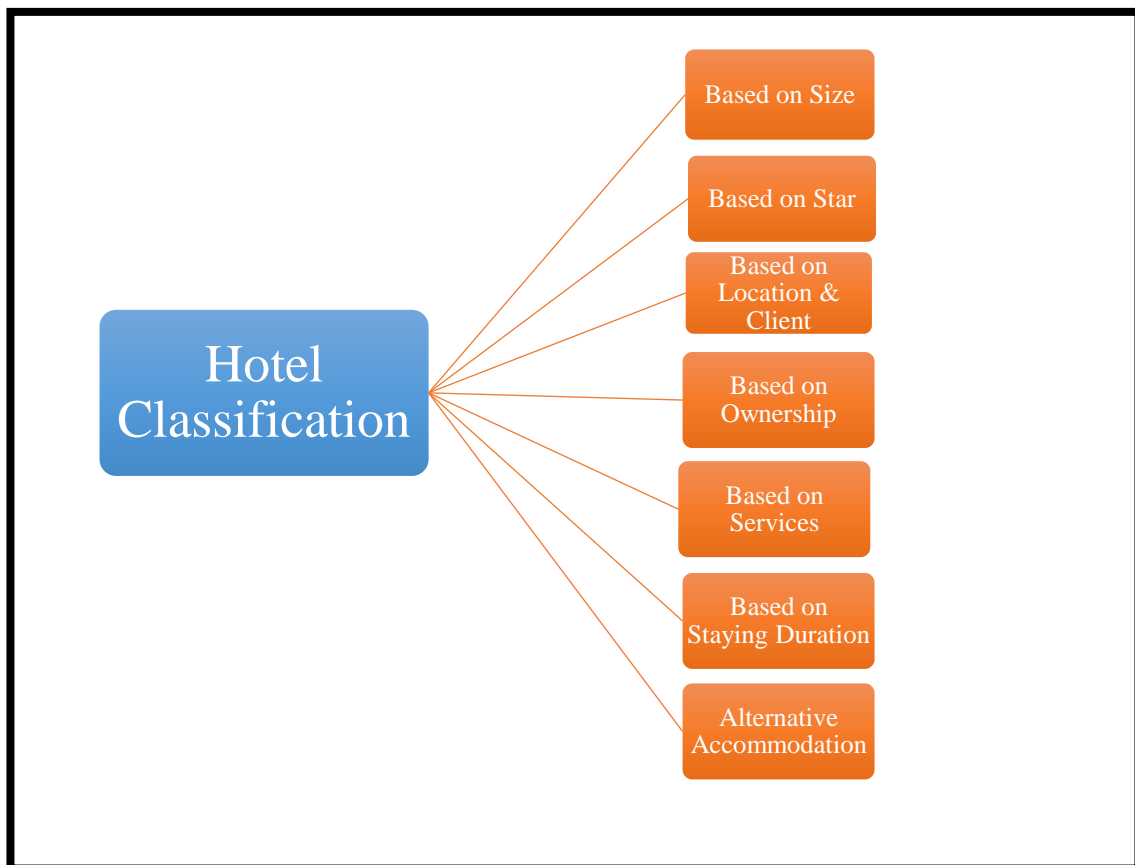 Hotel
Classification
Based on Size
Based on Star
Based on
Location &
Client
Based on
Ownership
Based on
Services
Based on
Staying Duration
Alternative
Accommodation